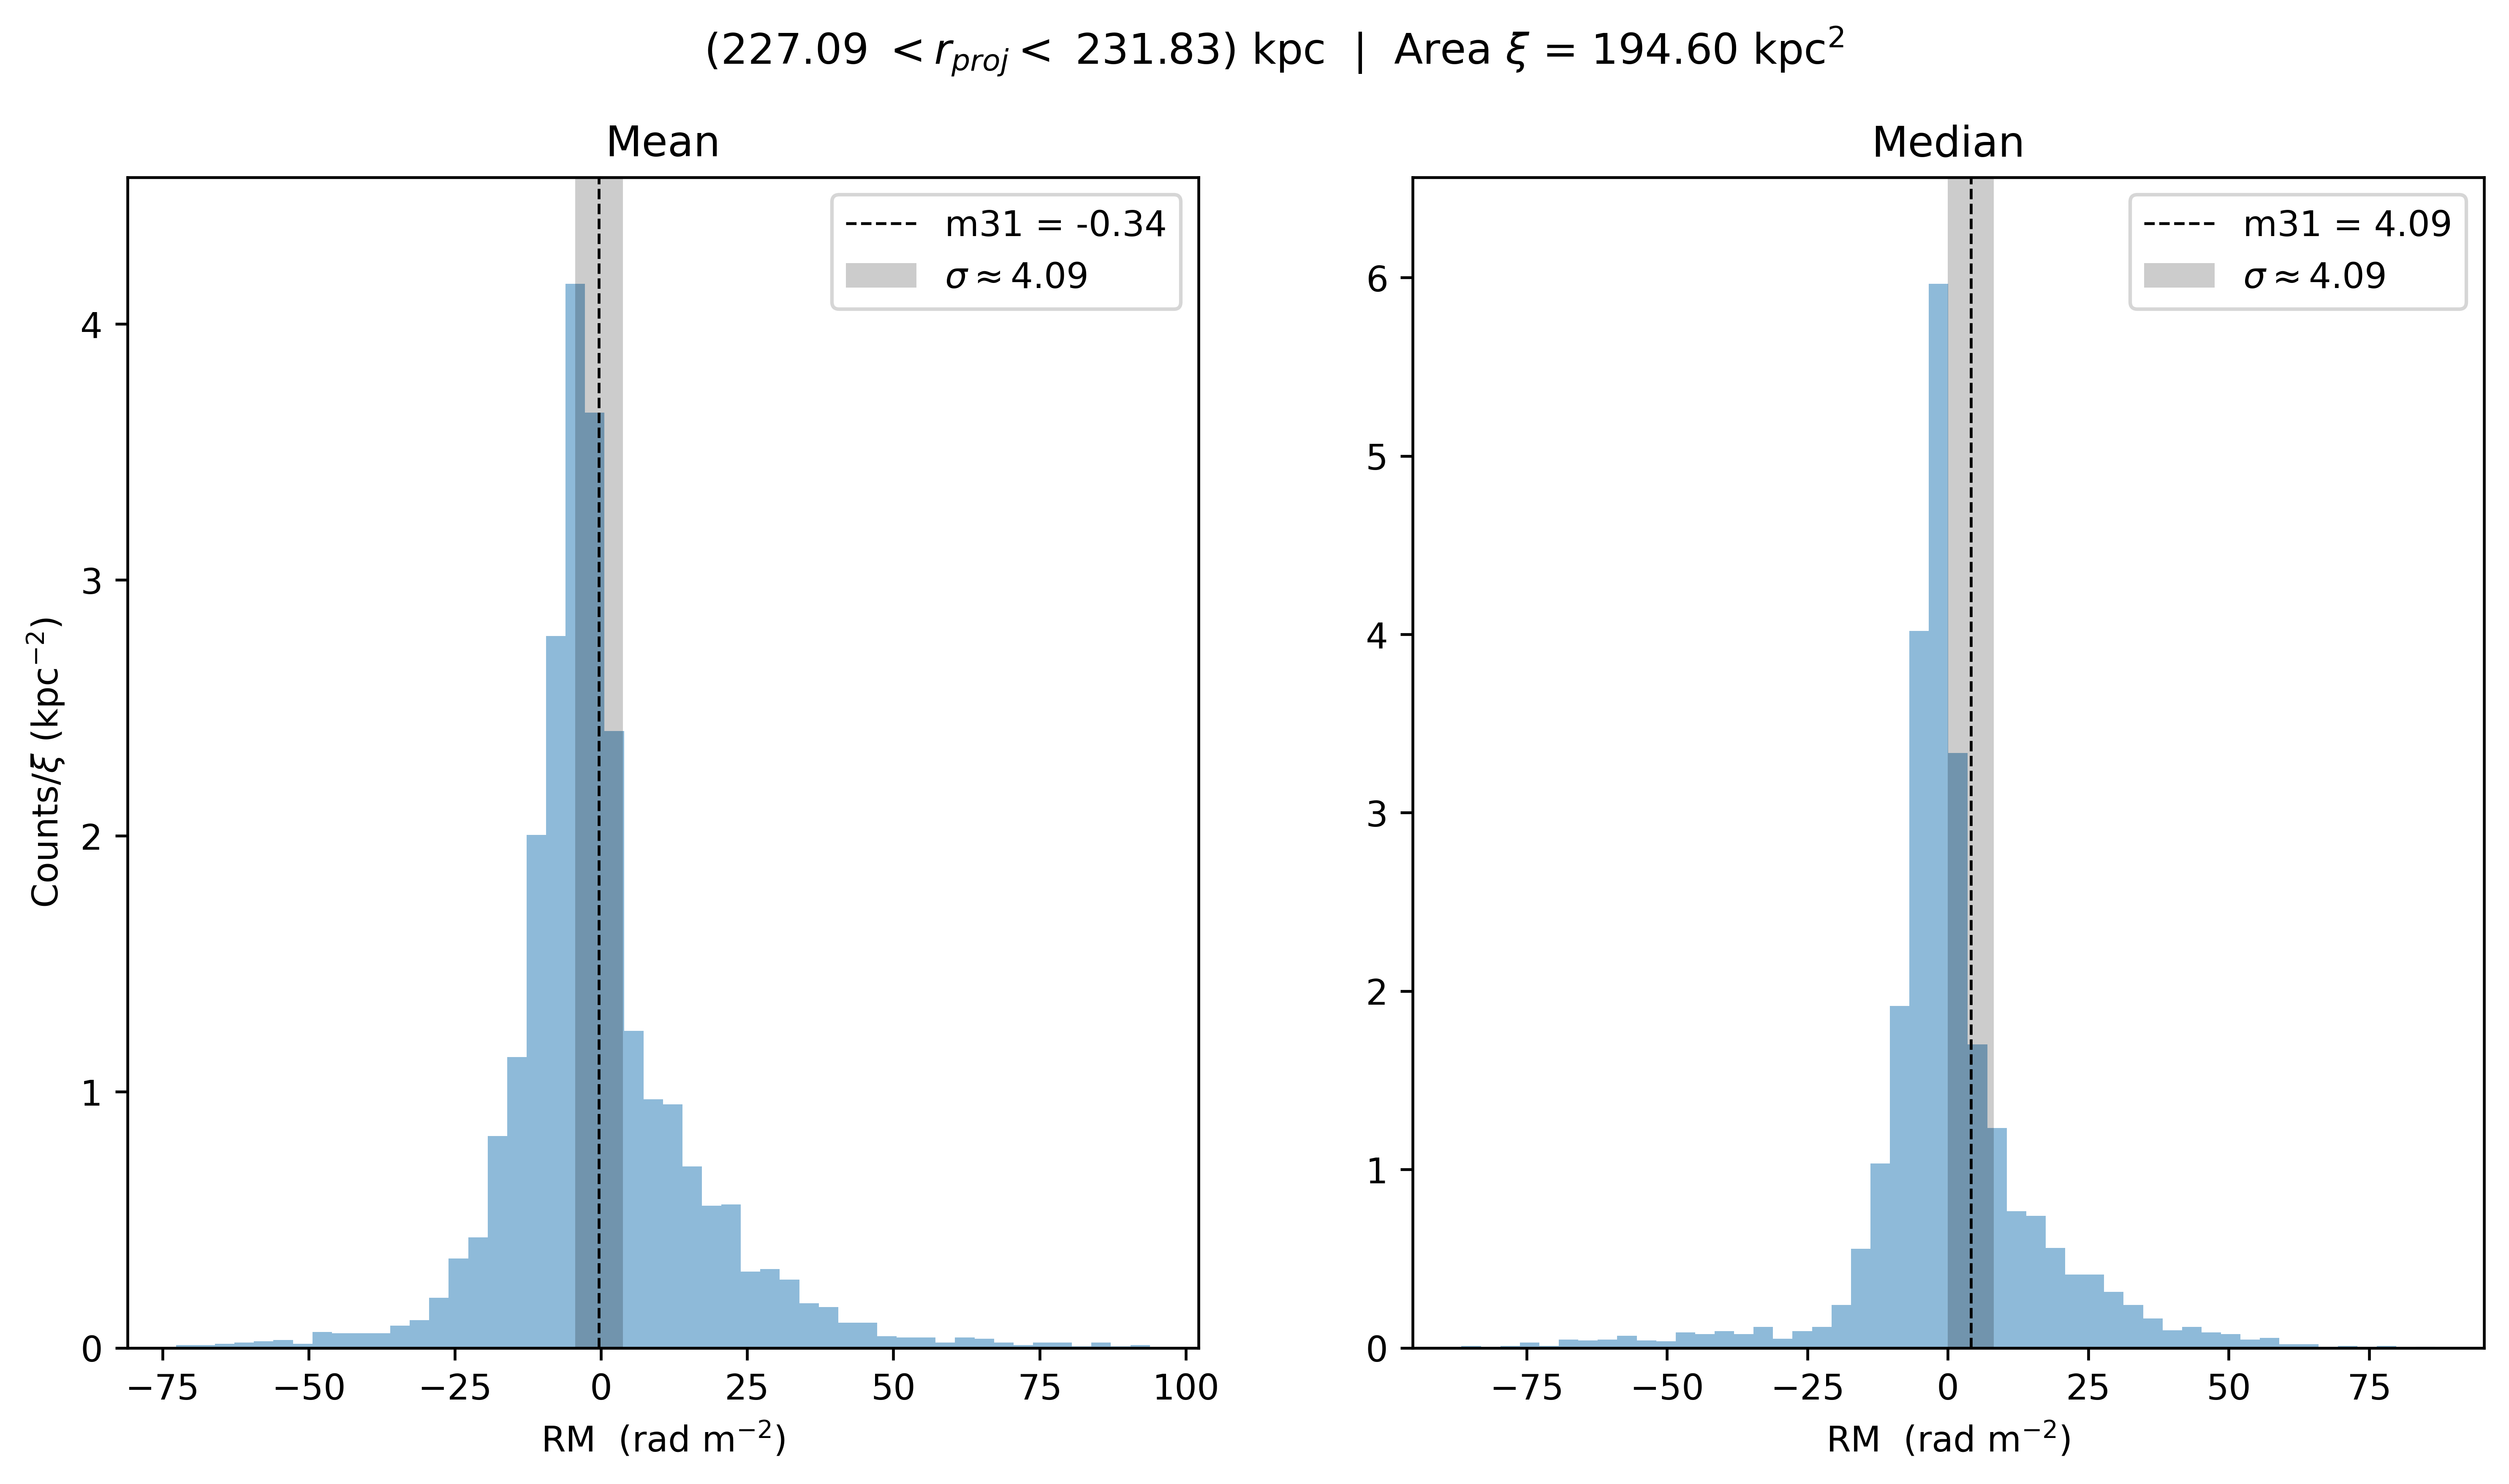 (227.09 < r_proj < 231.83) kpc | Area ξ = 194.60 kpc²
Mean
m31 = -0.34
σ ≈ 4.09
4
3
2
1
0
Counts/ξ (kpc⁻²)
−75 −50 −25 0 25 50 75 100
RM (rad m⁻²)
Median
m31 = 4.09
σ ≈ 4.09
6
5
4
3
2
1
0
−75 −50 −25 0 25 50 75
RM (rad m⁻²)